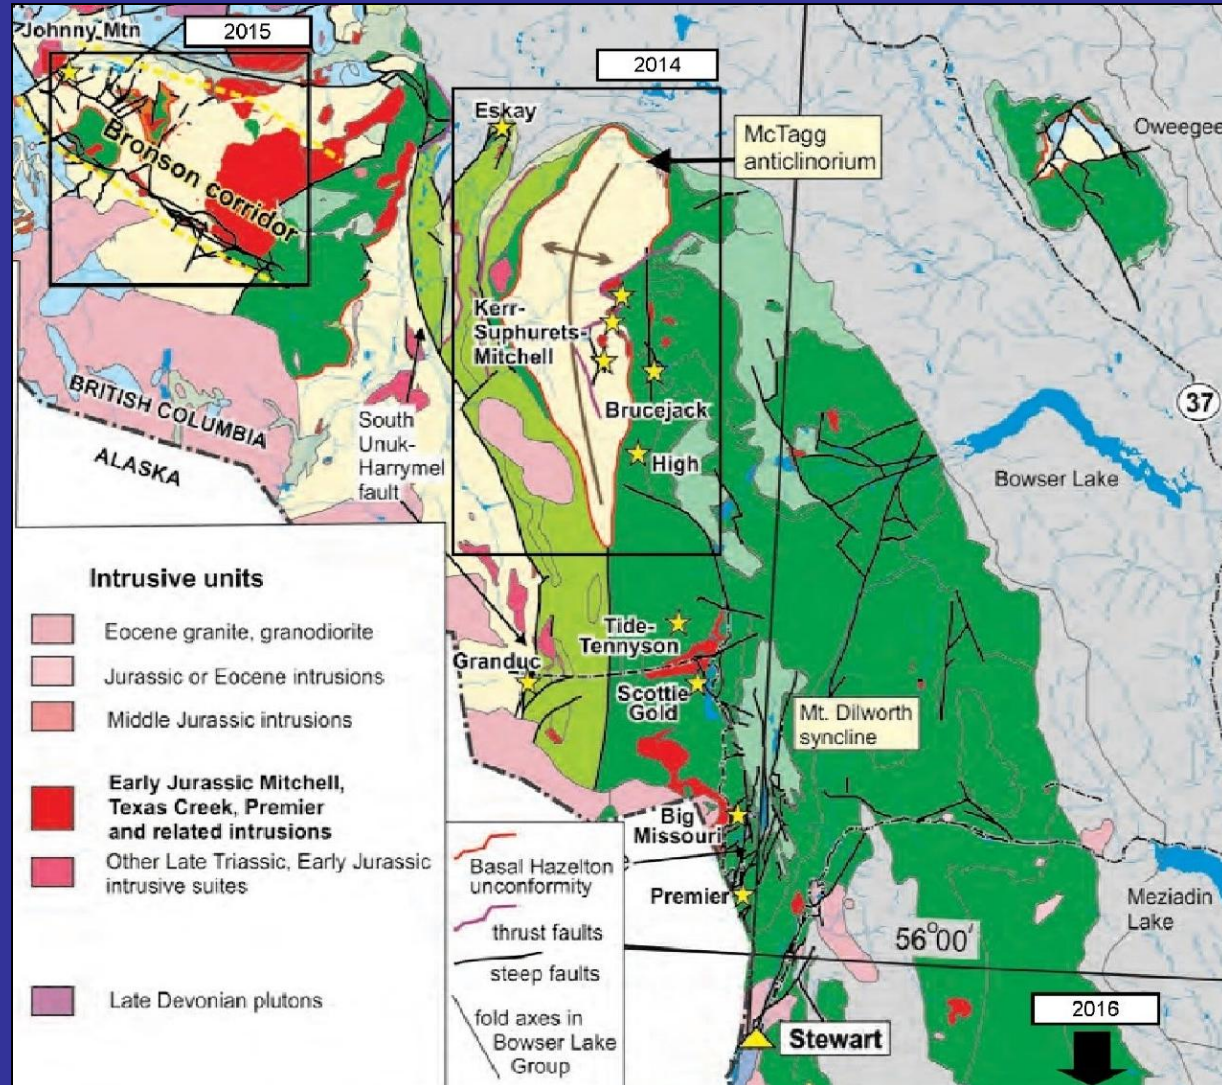 Johnny Mtn
2015
2014
Eskay
McTagg
anticlinorium
Oweegee
Bronson corridor
Kerr-
Suphurets-
Mitchell
Brucejack
High
37
Bowser Lake
BRITISH COLUMBIA
ALASKA
South
Unuk-
Harrymel
fault
Tide-
Tennyson
Granduc
Scottie
Gold
Mt. Dilworth
syncline
Big
Missouri
Premier
Meziadin
Lake
56°00'
2016
Stewart
Intrusive units
Eocene granite, granodiorite
Jurassic or Eocene intrusions
Middle Jurassic intrusions
Early Jurassic Mitchell,
Texas Creek, Premier
and related intrusions
Other Late Triassic, Early Jurassic
intrusive suites
Late Devonian plutons
Basal Hazelton
unconformity
thrust faults
steep faults
fold axes in
Bowser Lake
Group